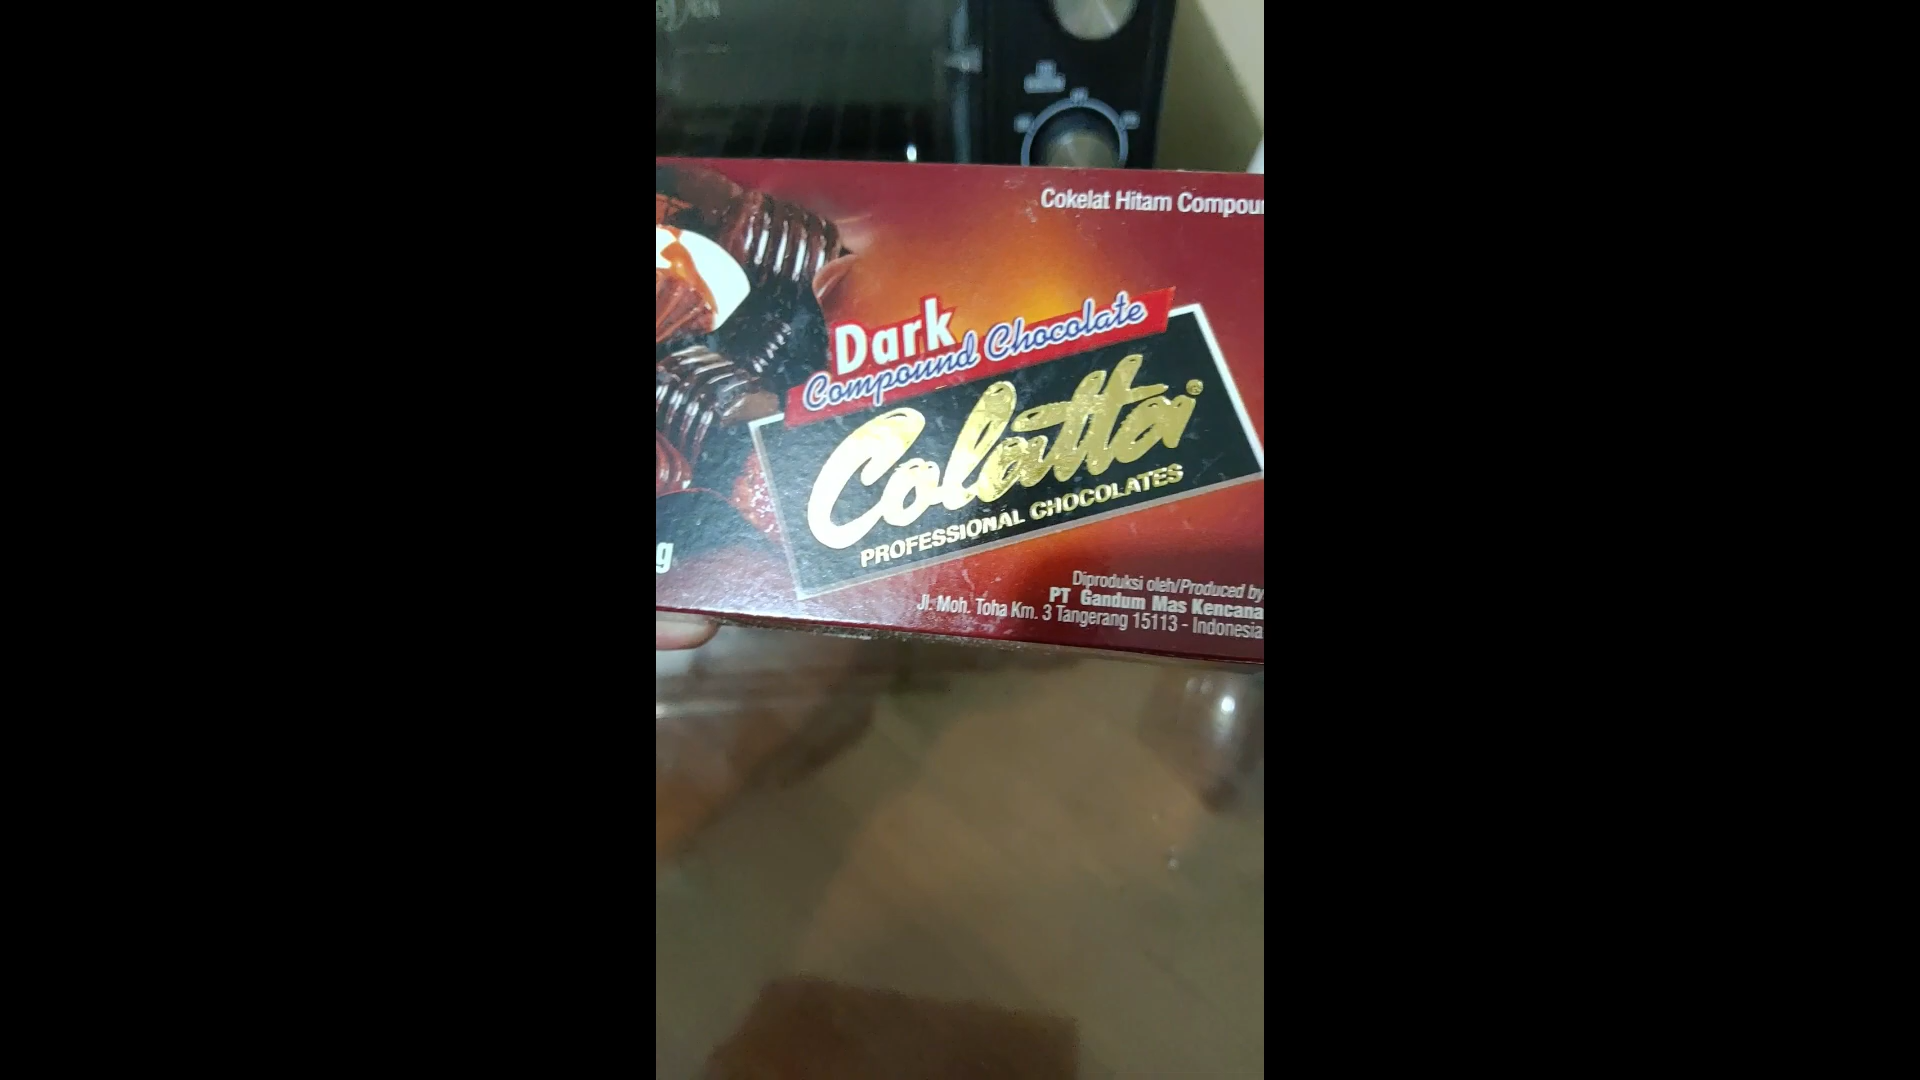 Cokelat Hitam
Dark
Compound Chocolate
Colatta®
PROFESSIONAL CHOCOLATES
g
Diproduksi oleh/Produced by
PT Gandum Mas Kencana
Jl. Moh. Toha Km. 3 Tangerang 15113 - Indonesia